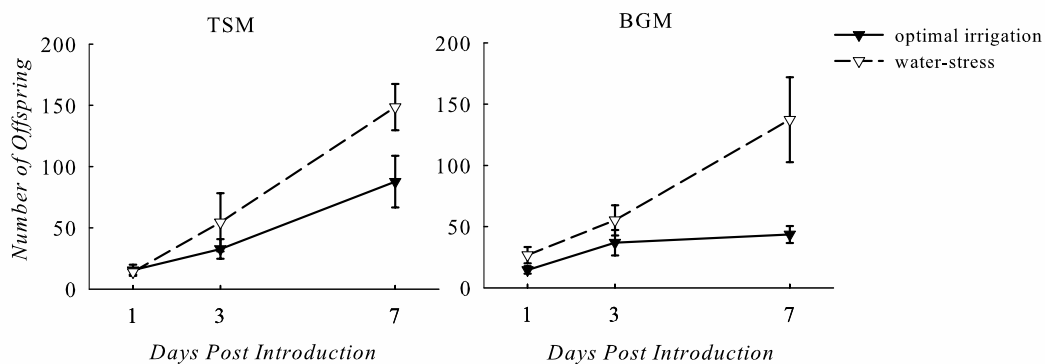 TSM
BGM
optimal irrigation
water-stress
Number of Offspring
200
150
100
50
0
1
3
7
Days Post Introduction
200
150
100
50
0
1
3
7
Days Post Introduction